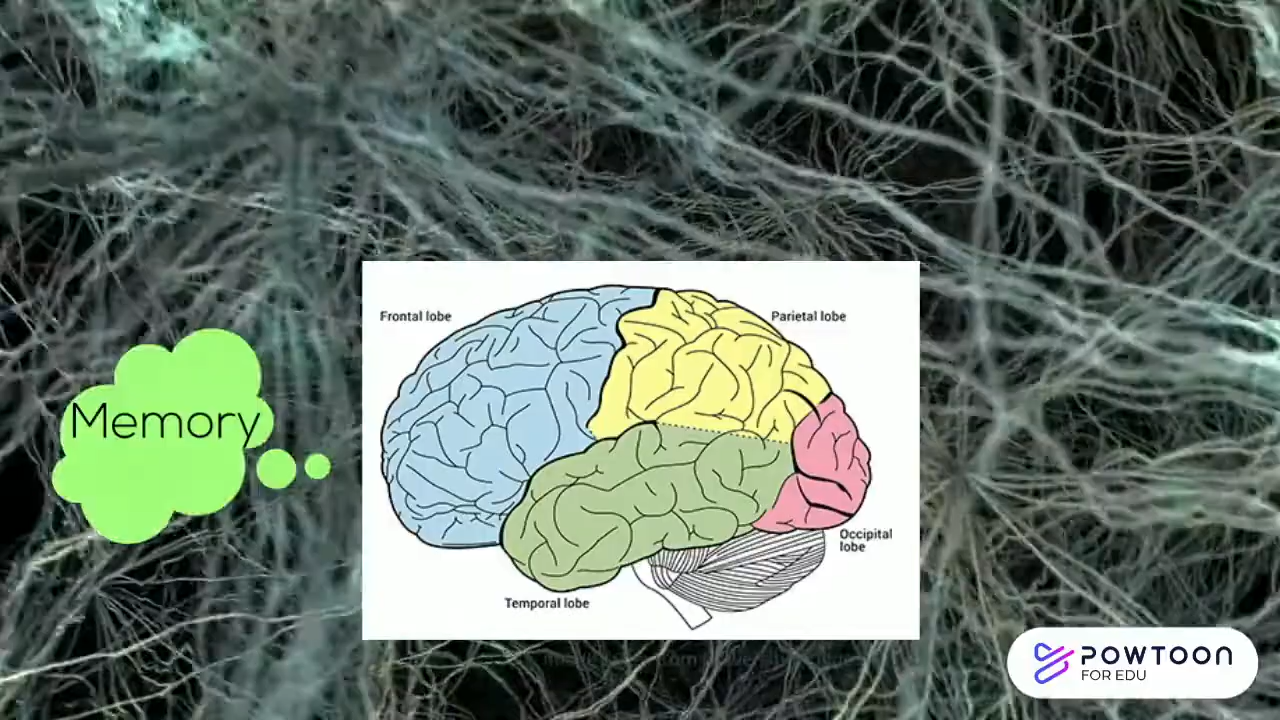 Frontal lobe
Parietal lobe
Memory
Occipital
lobe
Temporal lobe
POWTOON
FOR EDU